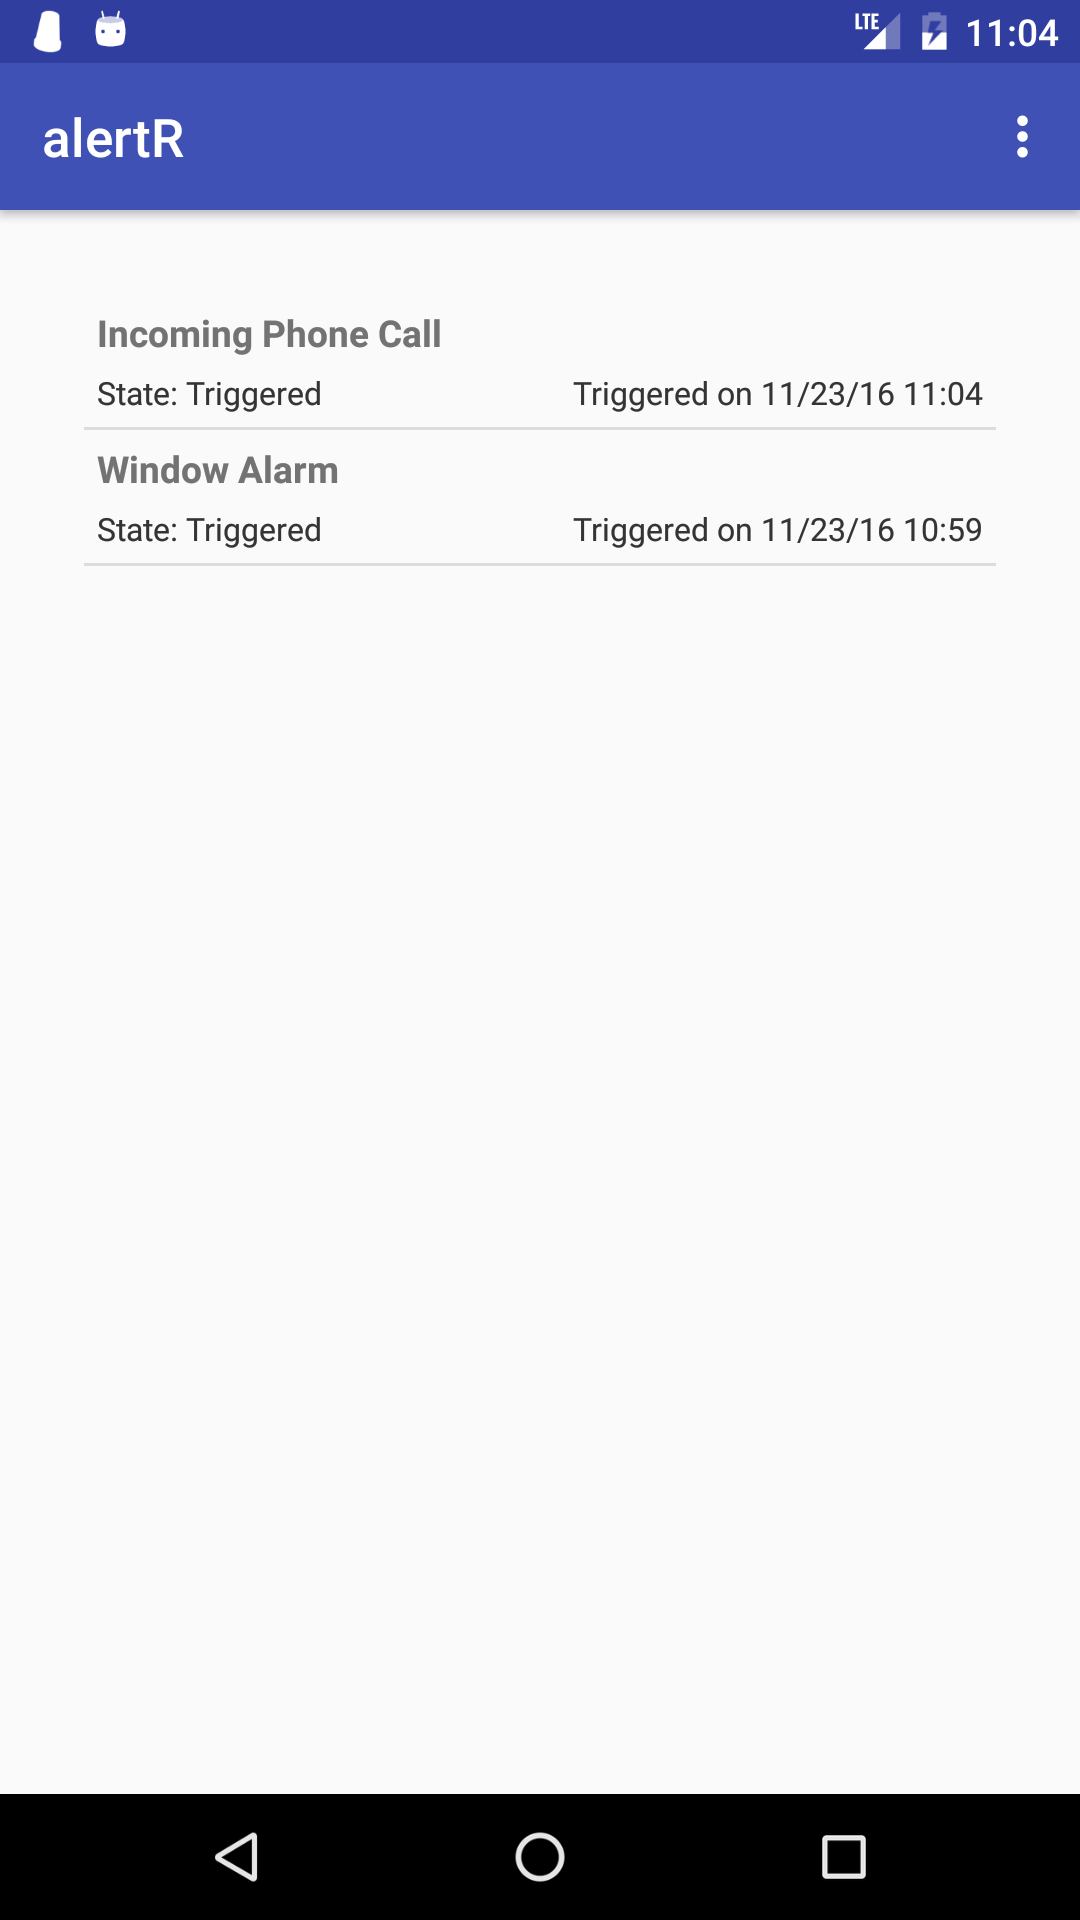 LTE 11:04
alertR
Incoming Phone Call
State: Triggered Triggered on 11/23/16 11:04
Window Alarm
State: Triggered Triggered on 11/23/16 10:59